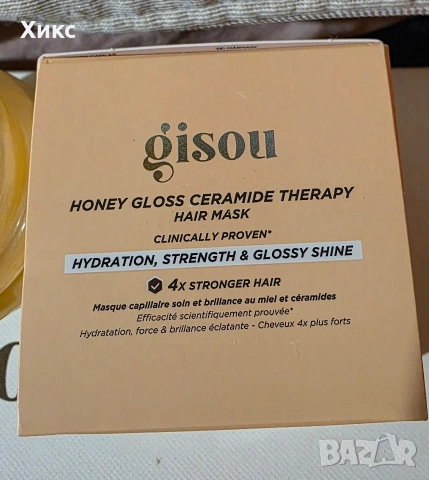 Хикс
gisou
HONEY GLOSS CERAMIDE THERAPY
HAIR MASK
CLINICALLY PROVEN*
HYDRATION, STRENGTH & GLOSSY SHINE
4x STRONGER HAIR
Masque capillaire soin et brillance au miel et céramides
Efficacité scientifiquement prouvée*
Hydratation, force & brillance éclatante - Cheveux 4x plus forts
BAZAR